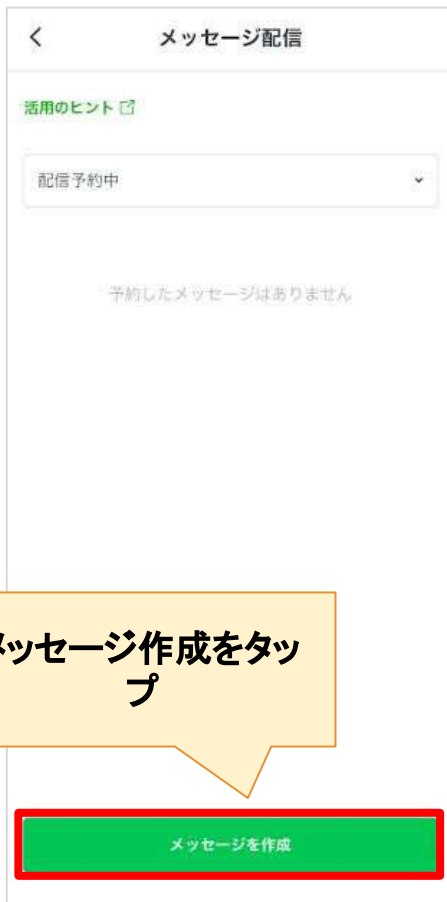 メッセージ配信
活用のヒント
配信予約中
予約したメッセージはありません
メッセージ作成をタッ
プ
メッセージを作成